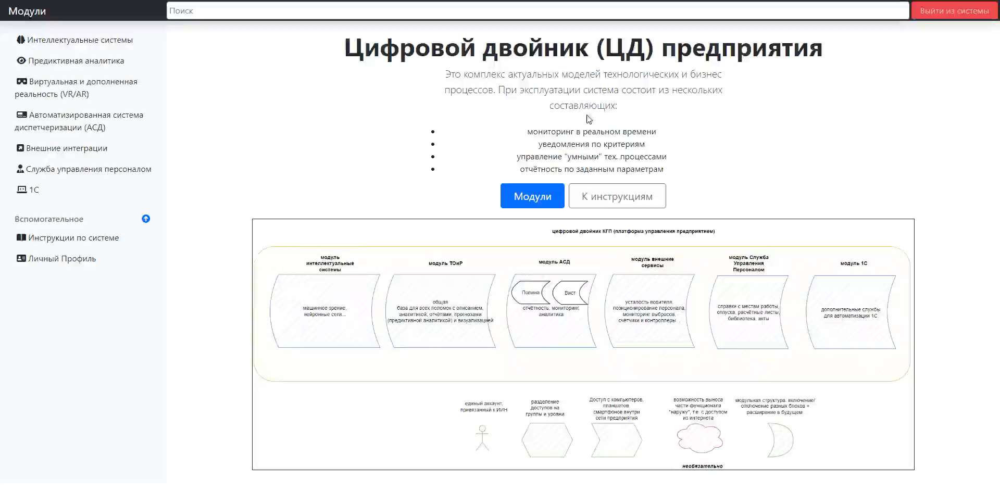 Модули
Поиск
Выйти из системы
Интеллектуальные системы
Предиктивная аналитика
Виртуальная и дополненная
реальность (VR/AR)
Автоматизированная система
диспетчеризации (АСД)
Внешние интеграции
Служба управления персоналом
1С
Вспомогательное
Инструкции по системе
Личный Профиль
Цифровой двойник (ЦД) предприятия
Это комплекс актуальных моделей технологических и бизнес
процессов. При эксплуатации система состоит из нескольких
составляющих:
мониторинг в реальном времени
уведомления по критериям
управление "умными" тех. процессами
отчётность по заданным параметрам
Модули
К инструкциям
цифровой двойник КГП (платформа управления предприятием)
модуль
интеллектуальные
системы
машинное зрение,
нейронные сети...
модуль ТОиР
общая
база для всех поломок с описанием,
аналитикой, отчётами, прогнозами
(предиктивной аналитикой) и визуализацией
модуль АСД
Полина
Вист
отчётность, мониторинг,
аналитика
модуль внешние
сервисы
усталость водителя,
позиционирование персонала,
мониторинг выбросов,
счётчики и контроллеры...
модуль Служба
Управления
Персоналом
справки с местам работы,
отпуска, расчётные листы,
библиотека, акты
модуль 1С
дополнительные службы
для автоматизации 1С
единый аккаунт,
привязанный к ИИН
разделение
доступов на
группы и уровни
Доступ с компьютеров,
планшетов
смартфонов внутри
сети предприятия
возможность выноса
части функционала
"наружу", т.е. с доступом
из интернета
необязательно
модульная структура: включение/
отключение разных блоков +
расширение в будущем